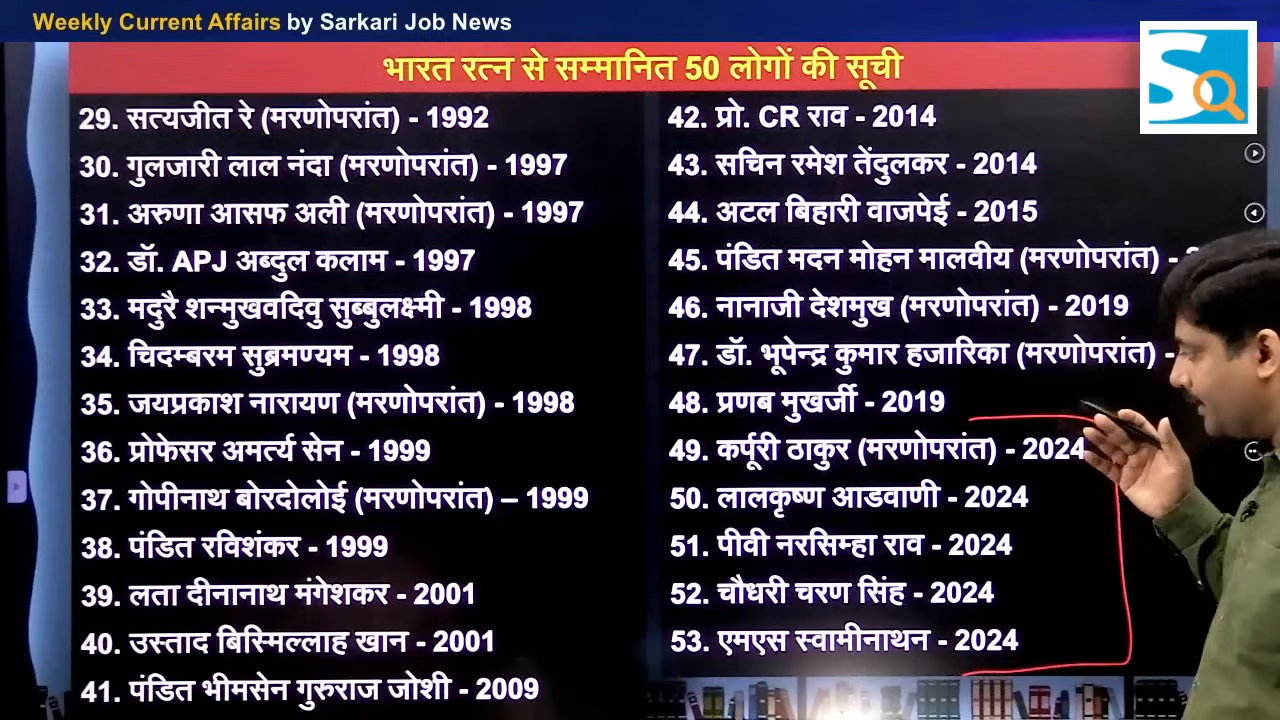 Weekly Current Affairs by Sarkari Job News
भारत रत्न से सम्मानित 50 लोगों की सूची
29. सत्यजीत रे (मरणोपरांत) - 1992
30. गुलजारी लाल नंदा (मरणोपरांत) - 1997
31. अरुणा आसफ अली (मरणोपरांत) - 1997
32. डॉ. APJ अब्दुल कलाम - 1997
33. मदुरै शन्मुखवदिवु सुब्बुलक्ष्मी - 1998
34. चिदम्बरम सुब्रमण्यम - 1998
35. जयप्रकाश नारायण (मरणोपरांत) - 1998
36. प्रोफेसर अमर्त्य सेन - 1999
37. गोपीनाथ बोरदोलोई (मरणोपरांत) – 1999
38. पंडित रविशंकर - 1999
39. लता दीनानाथ मंगेशकर - 2001
40. उस्ताद बिस्मिल्लाह खान - 2001
41. पंडित भीमसेन गुरुराज जोशी - 2009
42. प्रो. CR राव - 2014
43. सचिन रमेश तेंदुलकर - 2014
44. अटल बिहारी वाजपेई - 2015
45. पंडित मदन मोहन मालवीय (मरणोपरांत) -
46. नानाजी देशमुख (मरणोपरांत) - 2019
47. डॉ. भूपेन्द्र कुमार हजारिका (मरणोपरांत) -
48. प्रणब मुखर्जी - 2019
49. कर्पूरी ठाकुर (मरणोपरांत) - 2024
50. लालकृष्ण आडवाणी - 2024
51. पीवी नरसिम्हा राव - 2024
52. चौधरी चरण सिंह - 2024
53. एमएस स्वामीनाथन - 2024